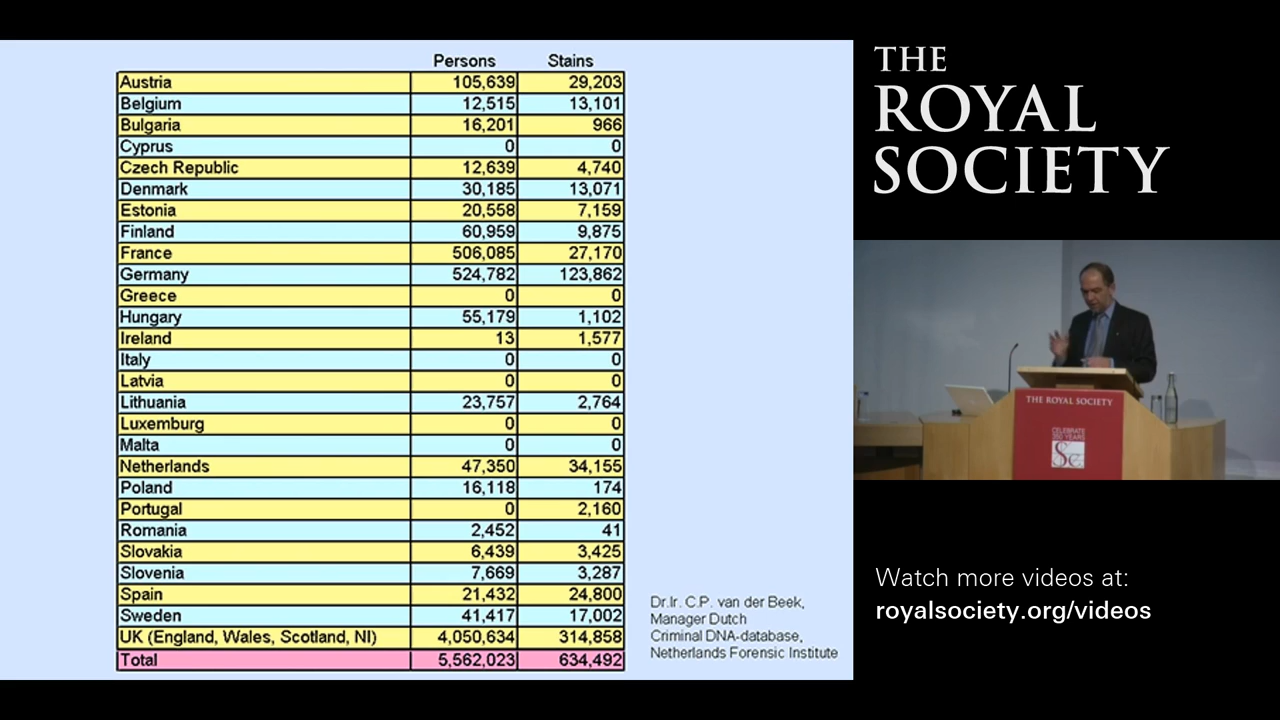 Persons Stains
Austria 105,639 29,203
Belgium 12,515 13,101
Bulgaria 16,201 966
Cyprus 0 0
Czech Republic 12,639 4,740
Denmark 30,185 13,071
Estonia 20,558 7,159
Finland 60,959 9,875
France 506,085 27,170
Germany 524,782 123,862
Greece 0 0
Hungary 55,179 1,102
Ireland 13 1,577
Italy 0 0
Latvia 0 0
Lithuania 23,757 2,764
Luxemburg 0 0
Malta 0 0
Netherlands 47,350 34,155
Poland 16,118 174
Portugal 0 2,160
Romania 2,452 41
Slovakia 6,439 3,425
Slovenia 7,669 3,287
Spain 21,432 24,800
Sweden 41,417 17,002
UK (England, Wales, Scotland, NI) 4,050,634 314,858
Total 5,562,023 634,492
Dr.Ir. C.P. van der Beek,
Manager Dutch
Criminal DNA-database,
Netherlands Forensic Institute
THE
ROYAL
SOCIETY
THE ROYAL SOCIETY
CELEBRATE
350 YEARS
Watch more videos at:
royalsociety.org/videos